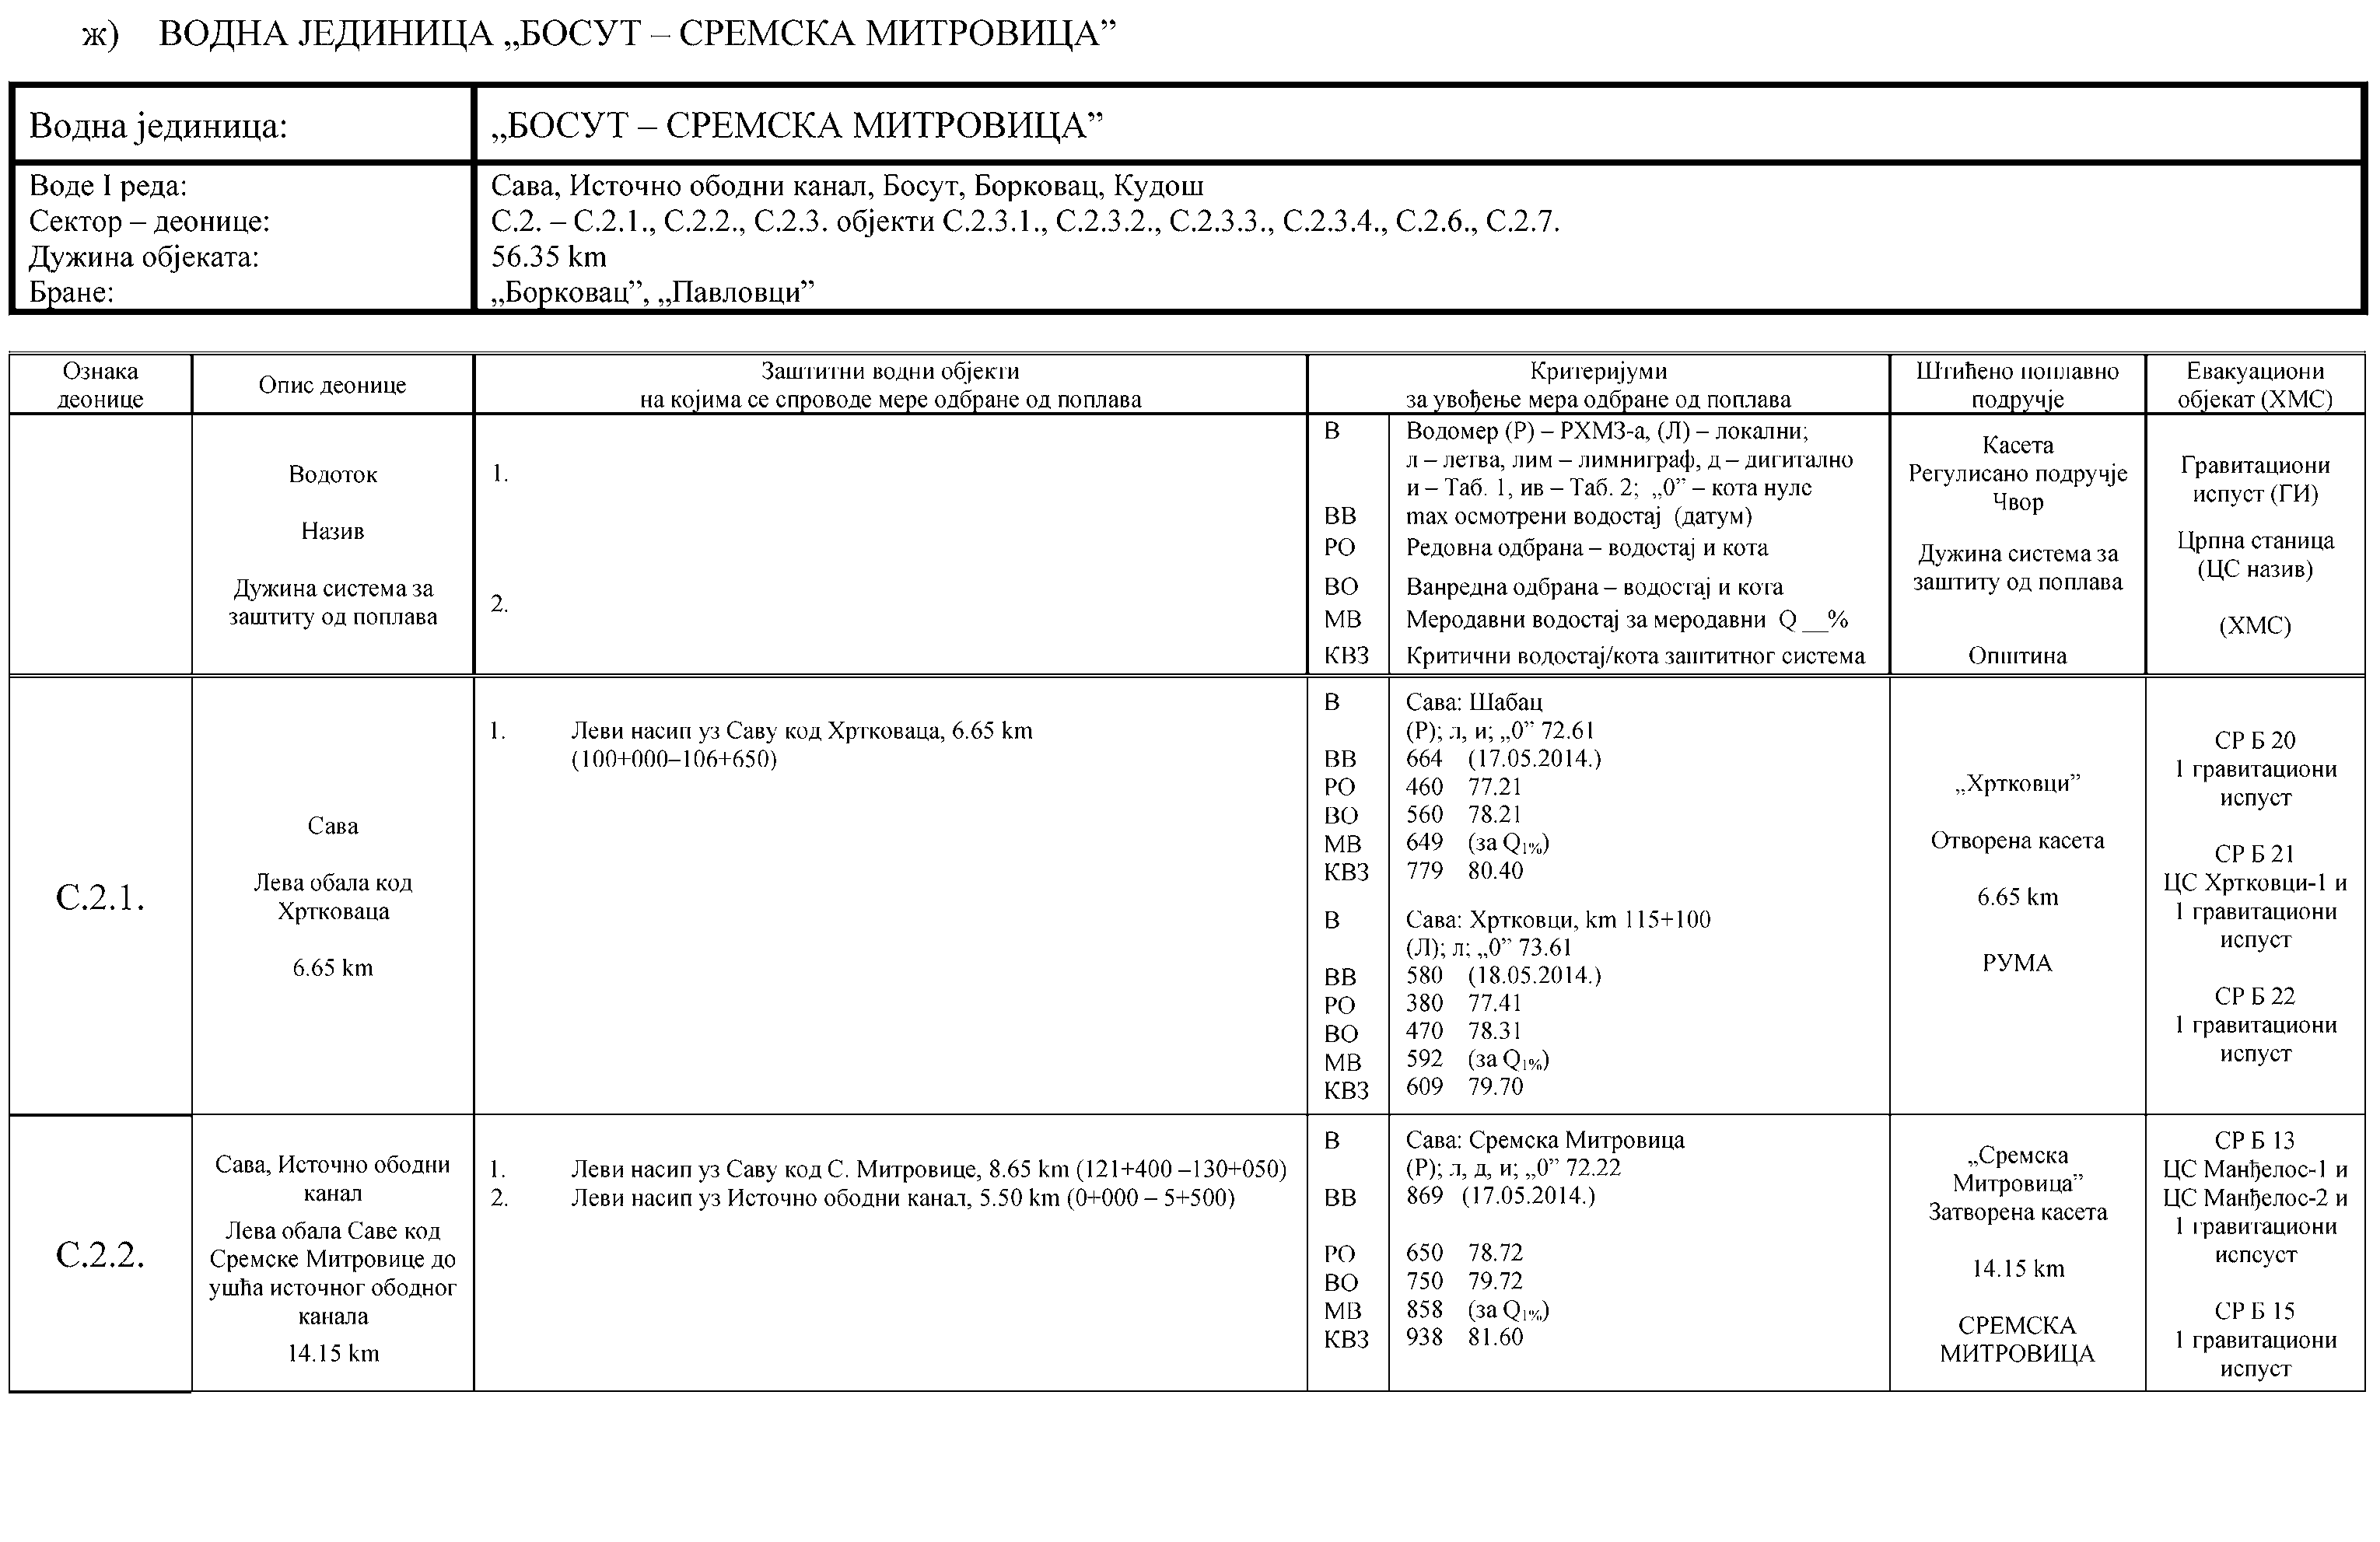 ж) ВОДНА ЈЕДИНИЦА „БОСУТ – СРЕМСКА МИТРОВИЦА”
Водна јединица:
„БОСУТ – СРЕМСКА МИТРОВИЦА”
Воде I реда:
Сава, Источно ободни канал, Босут, Борковац, Кудош
Сектор – деонице:
С.2. – С.2.1., С.2.2., С.2.3. објекти С.2.3.1., С.2.3.2., С.2.3.3., С.2.3.4., С.2.6., С.2.7.
Дужина објеката:
56.35 km
Бране:
„Борковац”, „Павловци”
Ознака
деонице
Опис деонице
Заштитни водни објекти
на којима се спроводе мере одбране од поплава
Критеријуми
за увођење мера одбране од поплава
Штићено поплавно
подручје
Евакуациони
објекат (ХМС)
Водоток
Назив
Дужина система за
заштиту од поплава
1.
2.
В Водомер (Р) – РХМЗ-а, (Л) – локални;
л – летва, лим – лимниграф, д – дигитално
и – Таб. 1, ив – Таб. 2; „0” – кота нуле
ВВ max осмотрени водостај (датум)
РО Редовна одбрана – водостај и кота
ВО Ванредна одбрана – водостај и кота
МВ Меродавни водостај за меродавни Q __%
КВЗ Критични водостај/кота заштитног система
Касета
Регулисано подручје
Чвор
Дужина система за
заштиту од поплава
Општина
Гравитациони
испуст (ГИ)
Црпна станица
(ЦС назив)
(ХМС)
С.2.1.
Сава
Лева обала код
Хртковаца
6.65 km
1. Леви насип уз Саву код Хртковаца, 6.65 km
(100+000–106+650)
В Сава: Шабац
(Р); л, и; „0” 72.61
ВВ 664 (17.05.2014.)
РО 460 77.21
ВО 560 78.21
МВ 649 (за Q1%)
КВЗ 779 80.40
В Сава: Хртковци, km 115+100
(Л); л; „0” 73.61
ВВ 580 (18.05.2014.)
РО 380 77.41
ВО 470 78.31
МВ 592 (за Q1%)
КВЗ 609 79.70
„Хртковци”
Отворена касета
6.65 km
РУМА
СР Б 20
1 гравитациони
испуст
СР Б 21
ЦС Хртковци-1 и
1 гравитациони
испуст
СР Б 22
1 гравитациони
испуст
С.2.2.
Сава, Источно ободни
канал
Лева обала Саве код
Сремске Митровице до
ушћа источног ободног
канала
14.15 km
1. Леви насип уз Саву код С. Митровице, 8.65 km (121+400 –130+050)
2. Леви насип уз Источно ободни канал, 5.50 km (0+000 – 5+500)
В Сава: Сремска Митровица
(Р); л, д, и; „0” 72.22
ВВ 869 (17.05.2014.)
РО 650 78.72
ВО 750 79.72
МВ 858 (за Q1%)
КВЗ 938 81.60
„Сремска
Митровица”
Затворена касета
14.15 km
СРЕМСКА
МИТРОВИЦА
СР Б 13
ЦС Манђелос-1 и
ЦС Манђелос-2 и
1 гравитациони
испсуст
СР Б 15
1 гравитациони
испуст